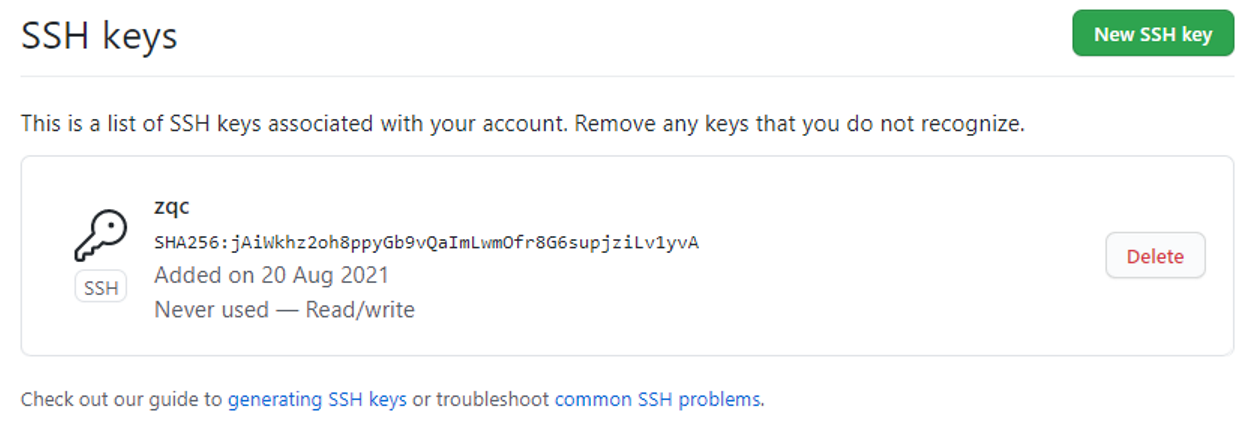 SSH keys
New SSH key
This is a list of SSH keys associated with your account. Remove any keys that you do not recognize.
zqc
SHA256:jAiWkhz2oh8ppyGb9vQaImLwmOfr8G6supjziLv1yvA
Added on 20 Aug 2021
Never used — Read/write
SSH
Delete
Check out our guide to generating SSH keys or troubleshoot common SSH problems.